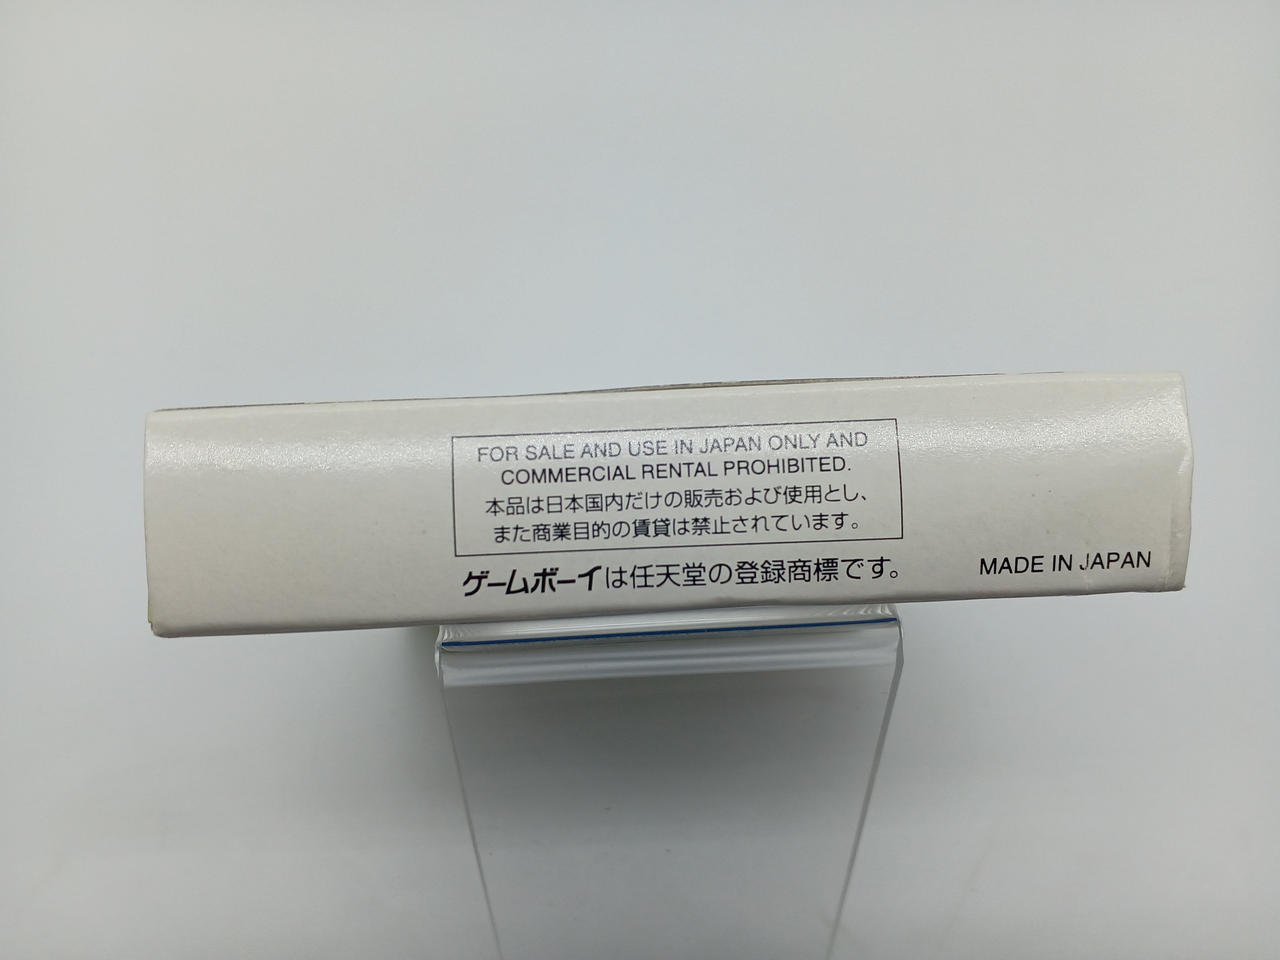 FOR SALE AND USE IN JAPAN ONLY AND
COMMERCIAL RENTAL PROHIBITED.
本品は日本国内だけの販売および使用とし、
また商業目的の賃貸は禁止されています。
ゲームボーイは任天堂の登録商標です。
MADE IN JAPAN